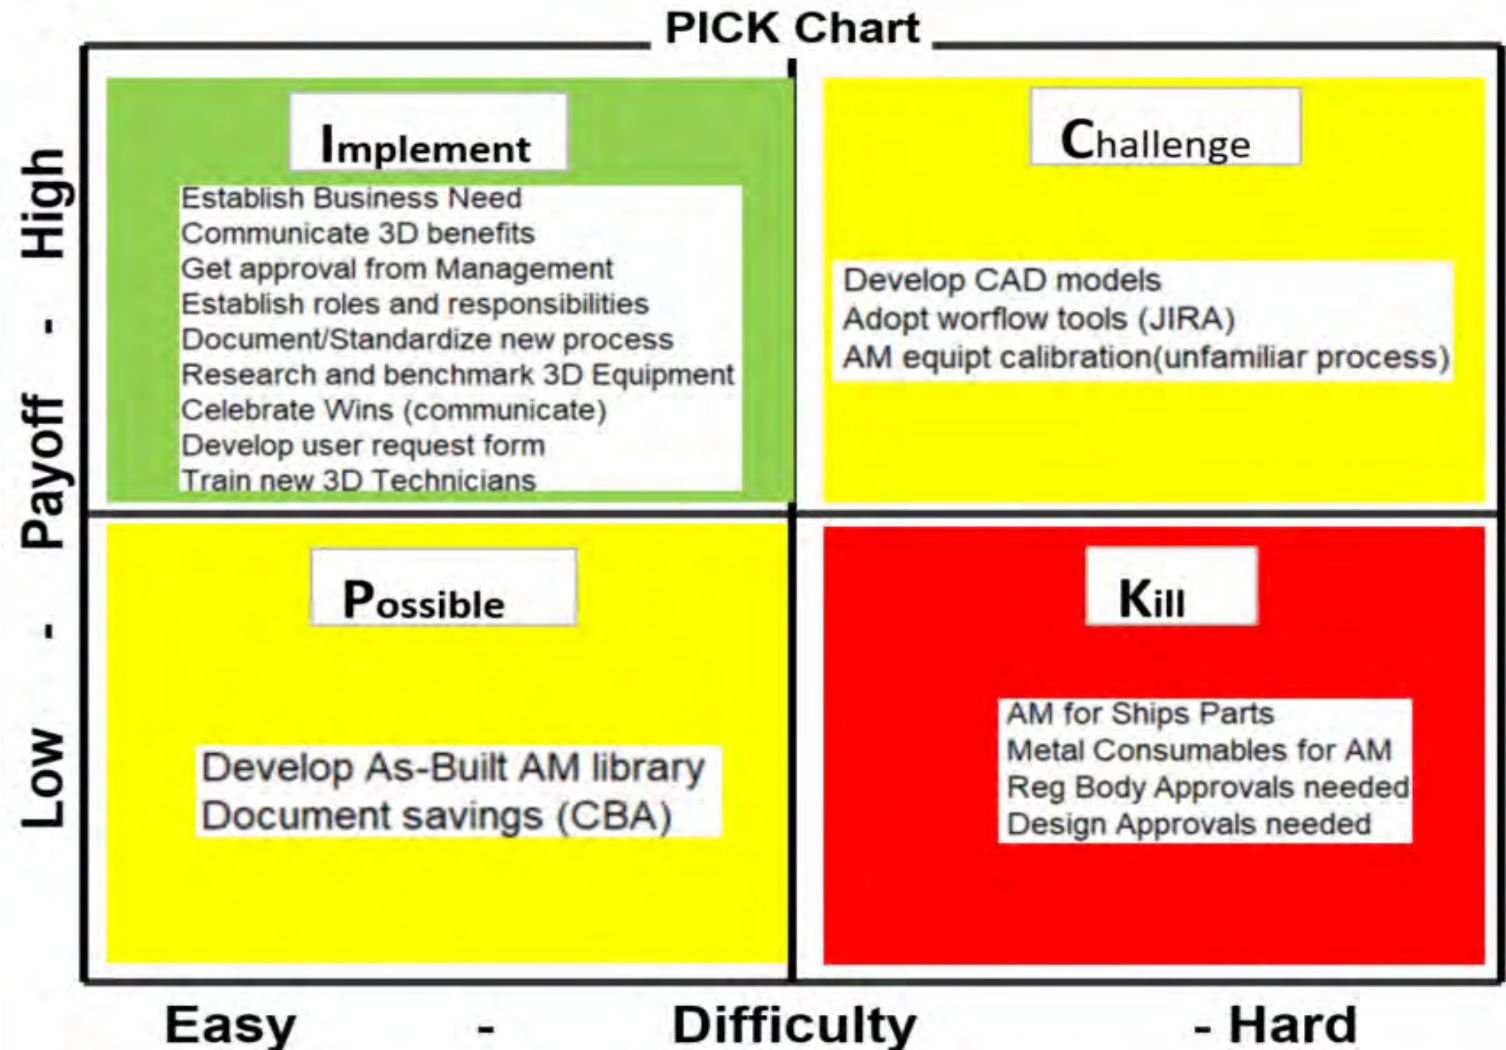 PICK Chart
High
-
Payoff
-
Low
Implement
Establish Business Need
Communicate 3D benefits
Get approval from Management
Establish roles and responsibilities
Document/Standardize new process
Research and benchmark 3D Equipment
Celebrate Wins (communicate)
Develop user request form
Train new 3D Technicians
Challenge
Develop CAD models
Adopt worflow tools (JIRA)
AM equipt calibration(unfamiliar process)
Possible
Develop As-Built AM library
Document savings (CBA)
Kill
AM for Ships Parts
Metal Consumables for AM
Reg Body Approvals needed
Design Approvals needed
Easy - Difficulty - Hard